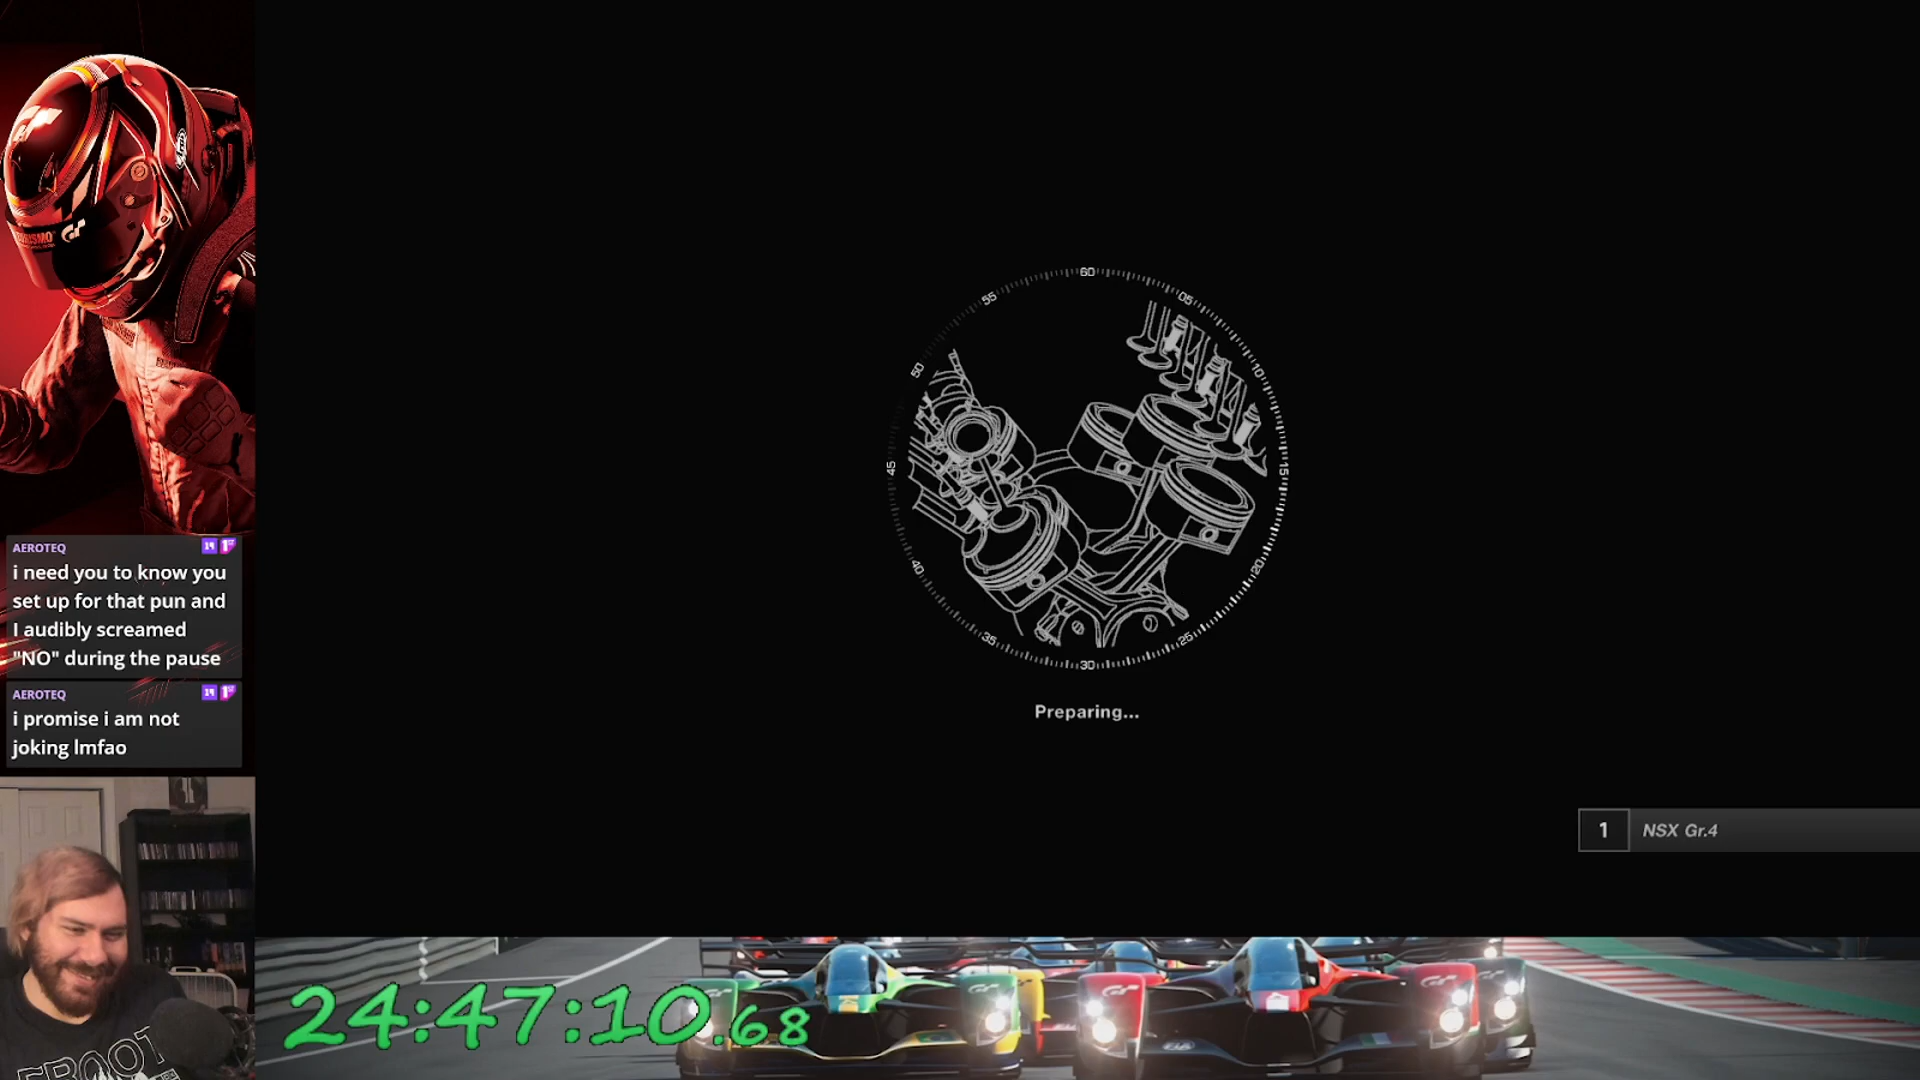 60
05
10
15
20
25
30
35
40
45
50
55
Preparing...
1 NSX Gr.4
AEROTEQ
i need you to know you
set up for that pun and
I audibly screamed
"NO" during the pause
AEROTEQ
i promise i am not
joking lmfao
24:47:10.68